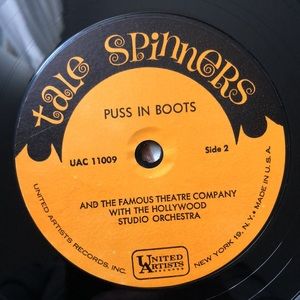 tale spinners
PUSS IN BOOTS
UAC 11009
Side 2
AND THE FAMOUS THEATRE COMPANY
WITH THE HOLLYWOOD
STUDIO ORCHESTRA
UNITED
ARTISTS
RECORDS
UNITED ARTISTS RECORDS, INC. NEW YORK 19, N.Y. • MADE IN U.S.A.